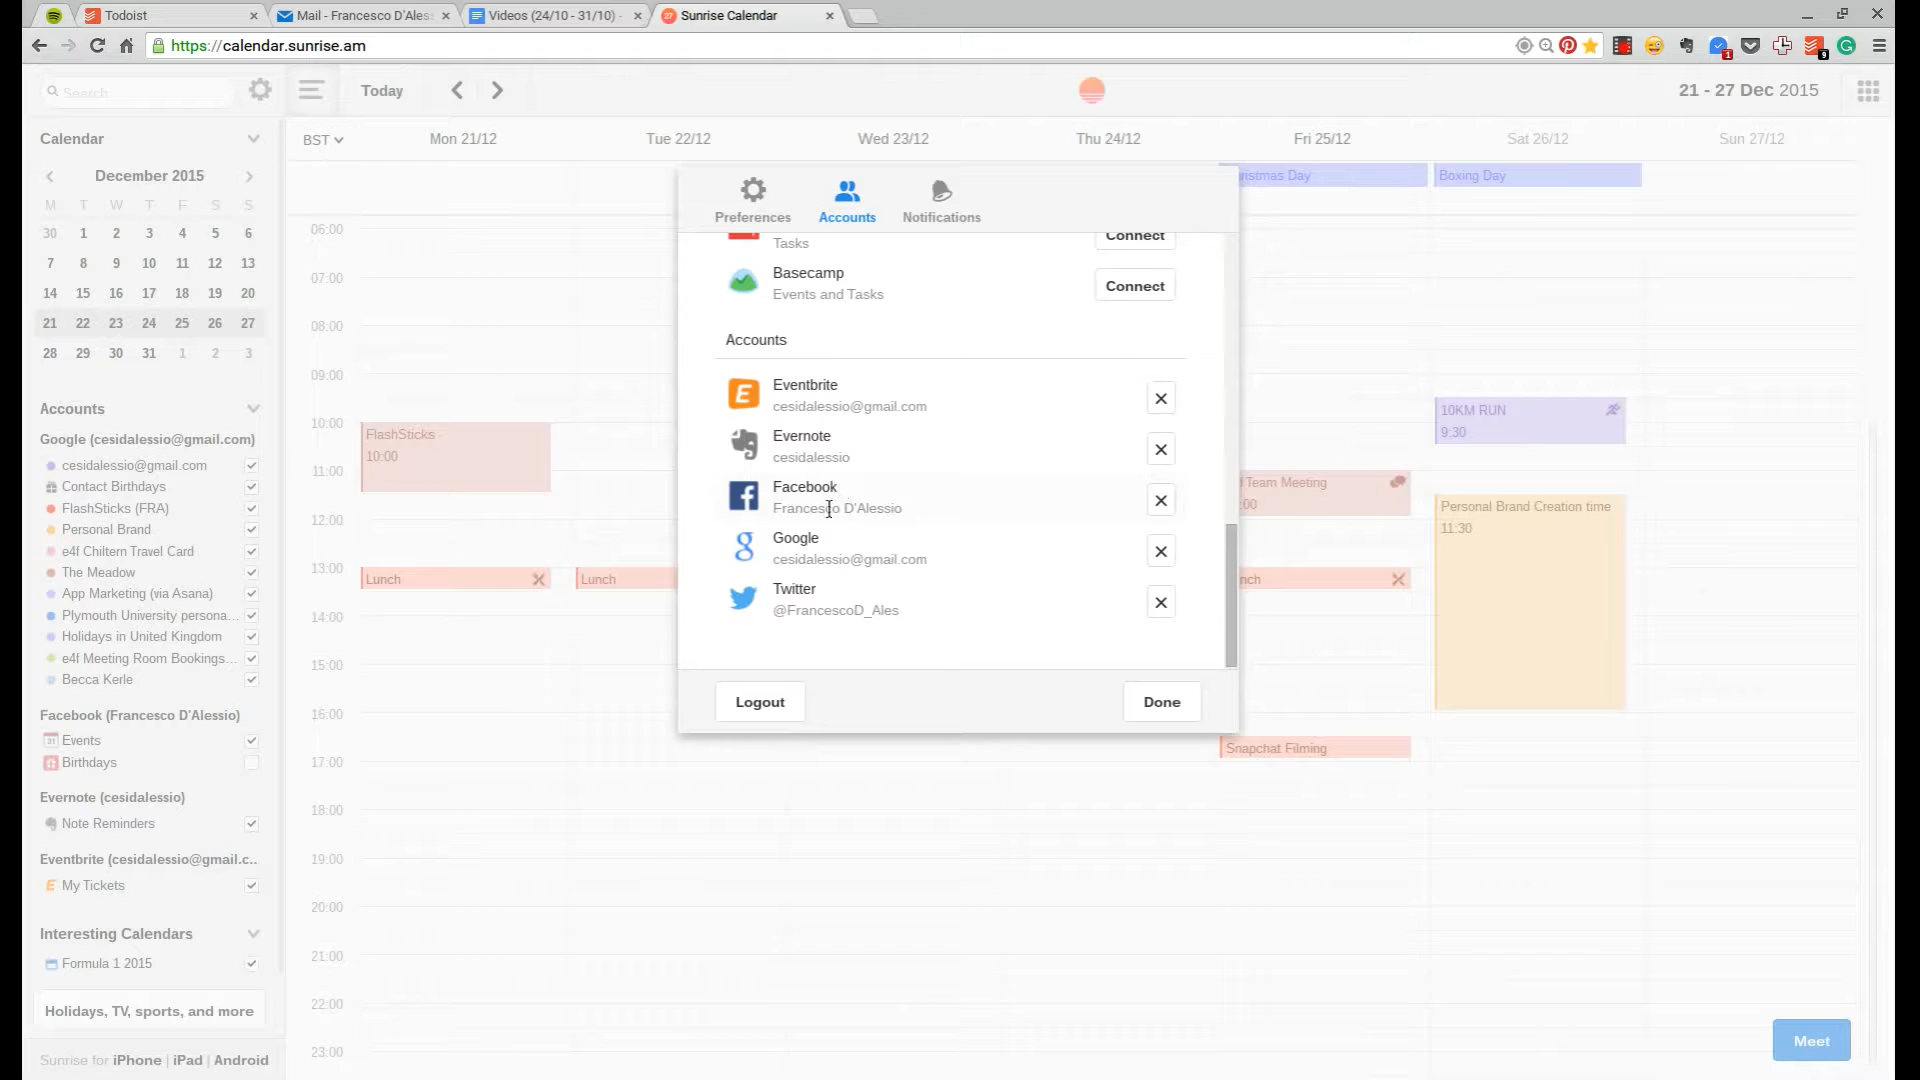 Todoist
Mail - Francesco D'Ales
Videos (24/10 - 31/10) -
Sunrise Calendar
https://calendar.sunrise.am
1
9
Search
Today
21 - 27 Dec 2015
Calendar
BST
Mon 21/12
Tue 22/12
Wed 23/12
Thu 24/12
Fri 25/12
Sat 26/12
Sun 27/12
December 2015
M T W T F S S
30 1 2 3 4 5 6
7 8 9 10 11 12 13
14 15 16 17 18 19 20
21 22 23 24 25 26 27
28 29 30 31 1 2 3
Accounts
Google (cesidalessio@gmail.com)
cesidalessio@gmail.com
Contact Birthdays
FlashSticks (FRA)
Personal Brand
e4f Chiltern Travel Card
The Meadow
App Marketing (via Asana)
Plymouth University persona...
Holidays in United Kingdom
e4f Meeting Room Bookings...
Becca Kerle
Facebook (Francesco D'Alessio)
31 Events
Birthdays
Evernote (cesidalessio)
Note Reminders
Eventbrite (cesidalessio@gmail.c..
E My Tickets
Interesting Calendars
Formula 1 2015
Holidays, TV, sports, and more
Sunrise for iPhone | iPad | Android
06:00
07:00
08:00
09:00
10:00
11:00
12:00
13:00
14:00
15:00
16:00
17:00
18:00
19:00
20:00
21:00
22:00
23:00
FlashSticks
10:00
Lunch
Lunch
Preferences
Accounts
Notifications
Tasks
Connect
Basecamp
Events and Tasks
Connect
Accounts
E
Eventbrite
cesidalessio@gmail.com
Evernote
cesidalessio
Facebook
Francesco D'Alessio
Google
cesidalessio@gmail.com
Twitter
@FrancescoD_Ales
Logout
Done
ristmas Day
Boxing Day
10KM RUN
9:30
f Team Meeting
:00
Personal Brand Creation time
11:30
nch
Snapchat Filming
Meet